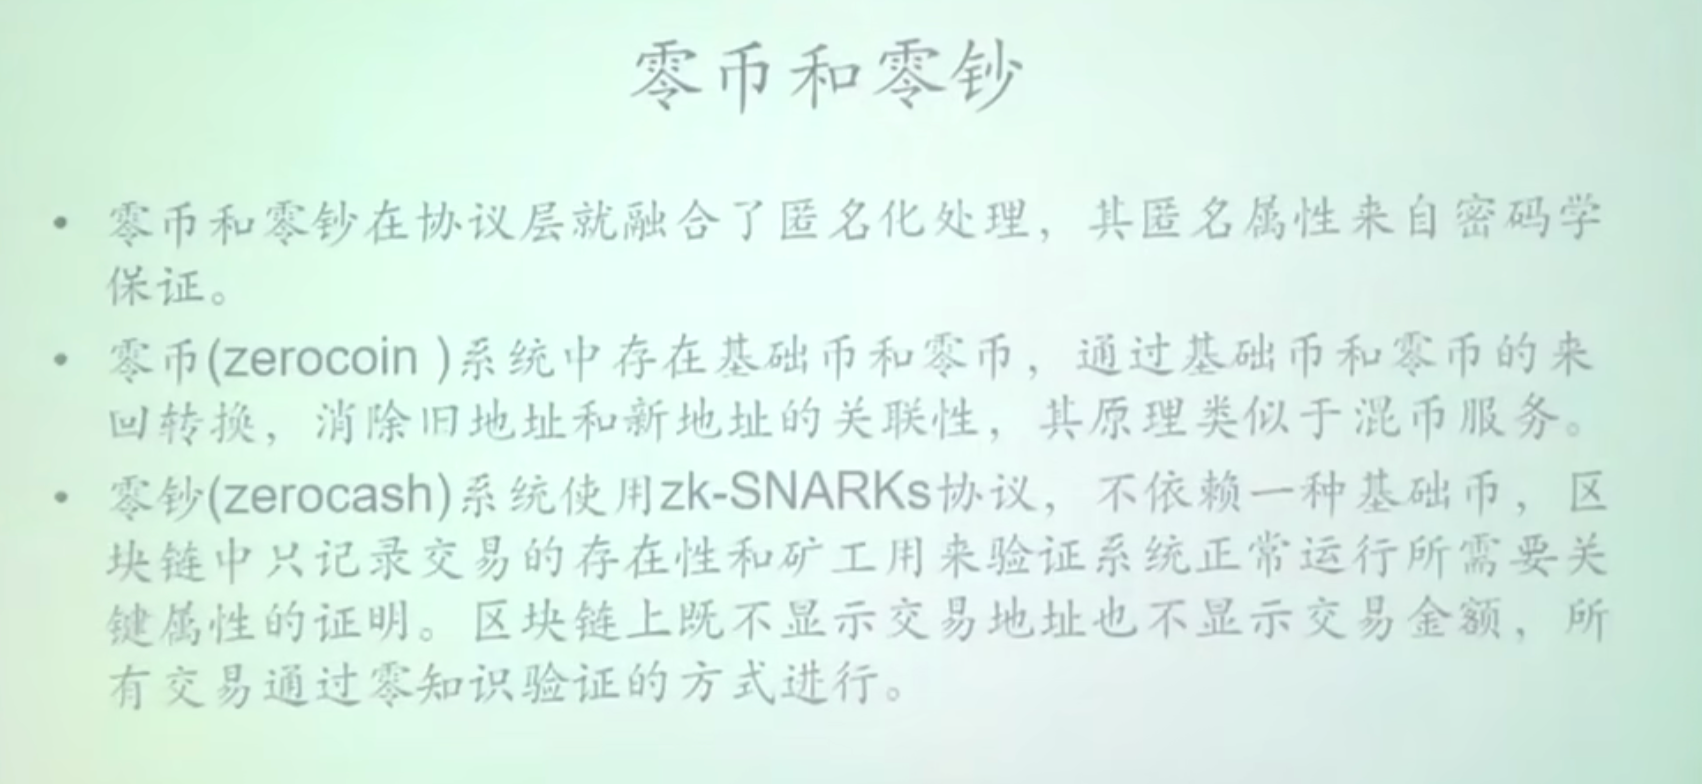 零币和零钞
• 零币和零钞在协议层就融合了匿名化处理，其匿名属性来自密码学
保证。
• 零币(zerocoin )系统中存在基础币和零币，通过基础币和零币的来
回转换，消除旧地址和新地址的关联性，其原理类似于混币服务。
• 零钞(zerocash)系统使用zk-SNARKs协议，不依赖一种基础币，区
块链中只记录交易的存在性和矿工用来验证系统正常运行所需要关
键属性的证明。区块链上既不显示交易地址也不显示交易金额，所
有交易通过零知识验证的方式进行。